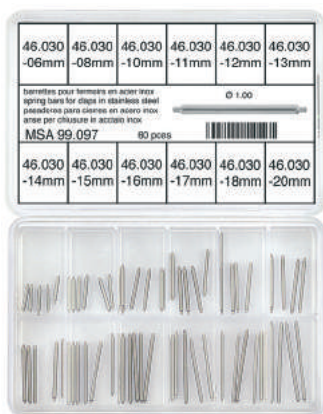 46.030 46.030 46.030 46.030 46.030 46.030
-06mm -08mm -10mm -11mm -12mm -13mm
barrettes pour fermoirs en acier inox
spring bars for clasps in stainless steel
pasadores para cierres en acero inox
anse per chiusure in acciaio inox
Ø 1.00
MSA 99.097 60 pces
46.030 46.030 46.030 46.030 46.030 46.030
-14mm -15mm -16mm -17mm -18mm -20mm